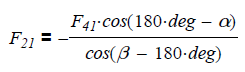 F₂₁ = − F₄₁·cos(180·deg − α) / cos(β − 180·deg)